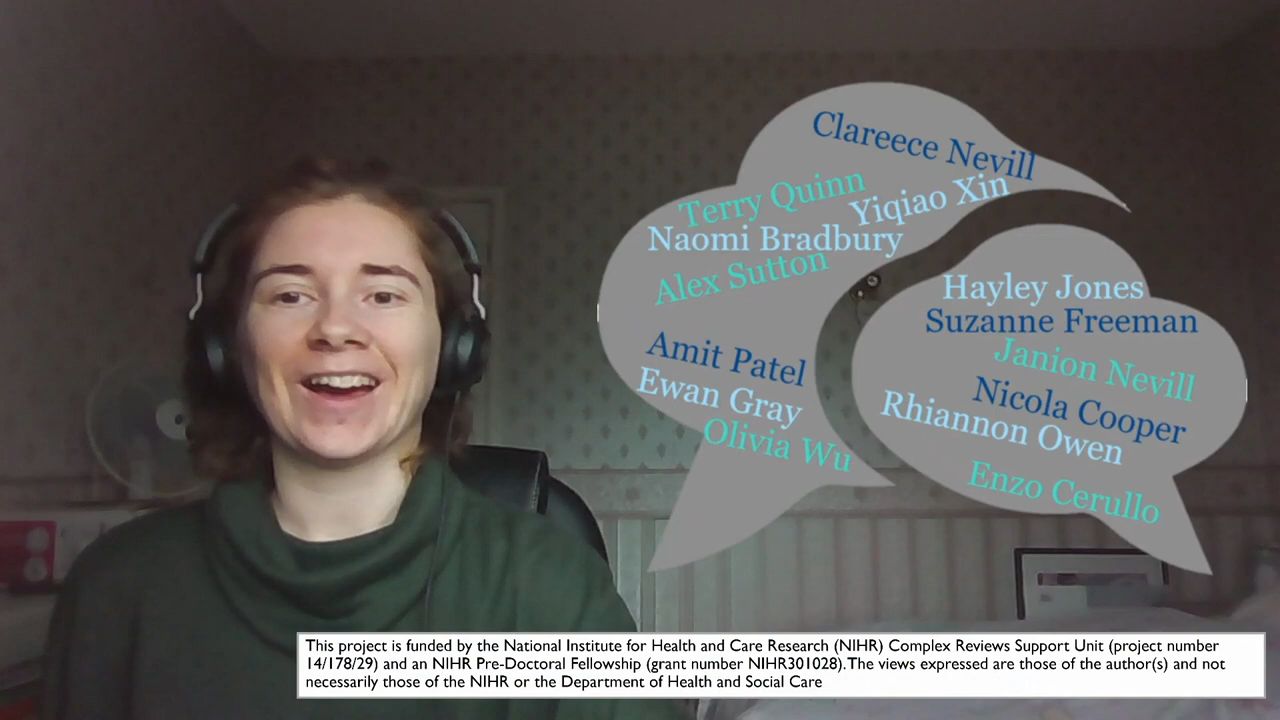 Clareece Nevill
Terry Quinn
Yiqiao Xin
Naomi Bradbury
Alex Sutton
Amit Patel
Ewan Gray
Olivia Wu
Hayley Jones
Suzanne Freeman
Janion Nevill
Nicola Cooper
Rhiannon Owen
Enzo Cerullo
This project is funded by the National Institute for Health and Care Research (NIHR) Complex Reviews Support Unit (project number
14/178/29) and an NIHR Pre-Doctoral Fellowship (grant number NIHR301028).The views expressed are those of the author(s) and not
necessarily those of the NIHR or the Department of Health and Social Care